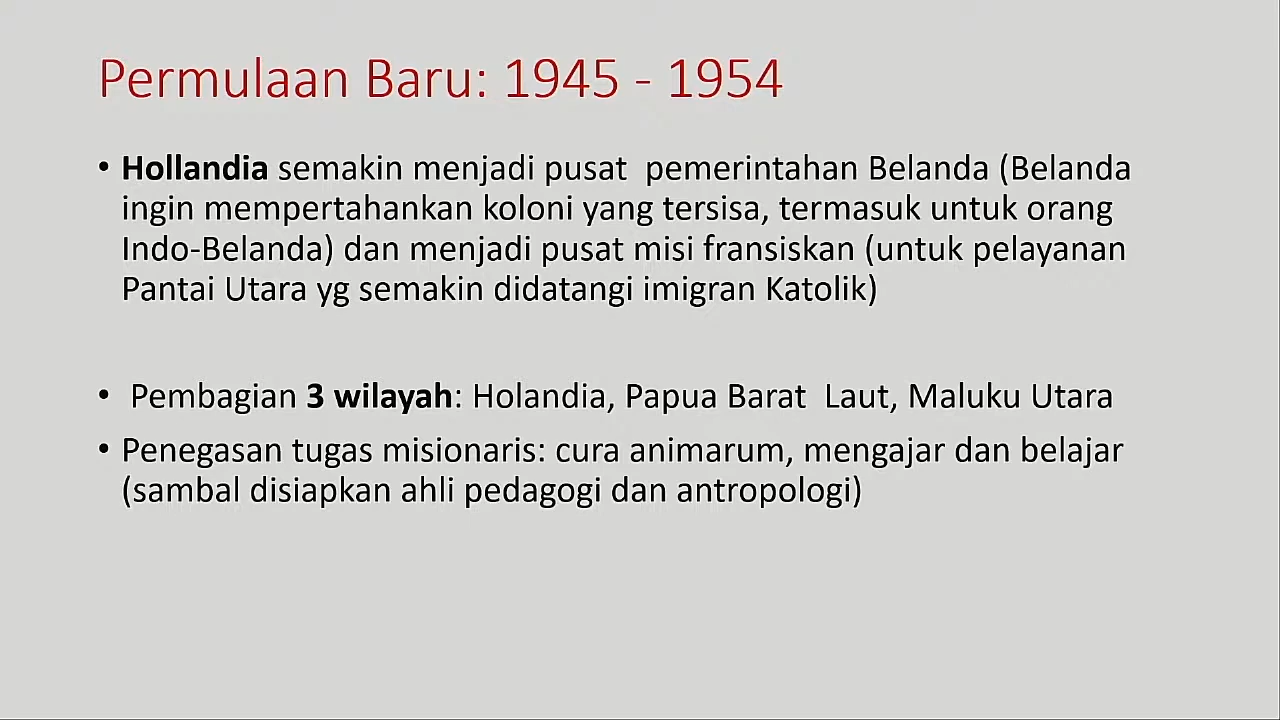 Permulaan Baru: 1945 - 1954
• Hollandia semakin menjadi pusat  pemerintahan Belanda (Belanda
ingin mempertahankan koloni yang tersisa, termasuk untuk orang
Indo-Belanda) dan menjadi pusat misi fransiskan (untuk pelayanan
Pantai Utara yg semakin didatangi imigran Katolik)
•  Pembagian 3 wilayah: Holandia, Papua Barat  Laut, Maluku Utara
• Penegasan tugas misionaris: cura animarum, mengajar dan belajar
(sambal disiapkan ahli pedagogi dan antropologi)